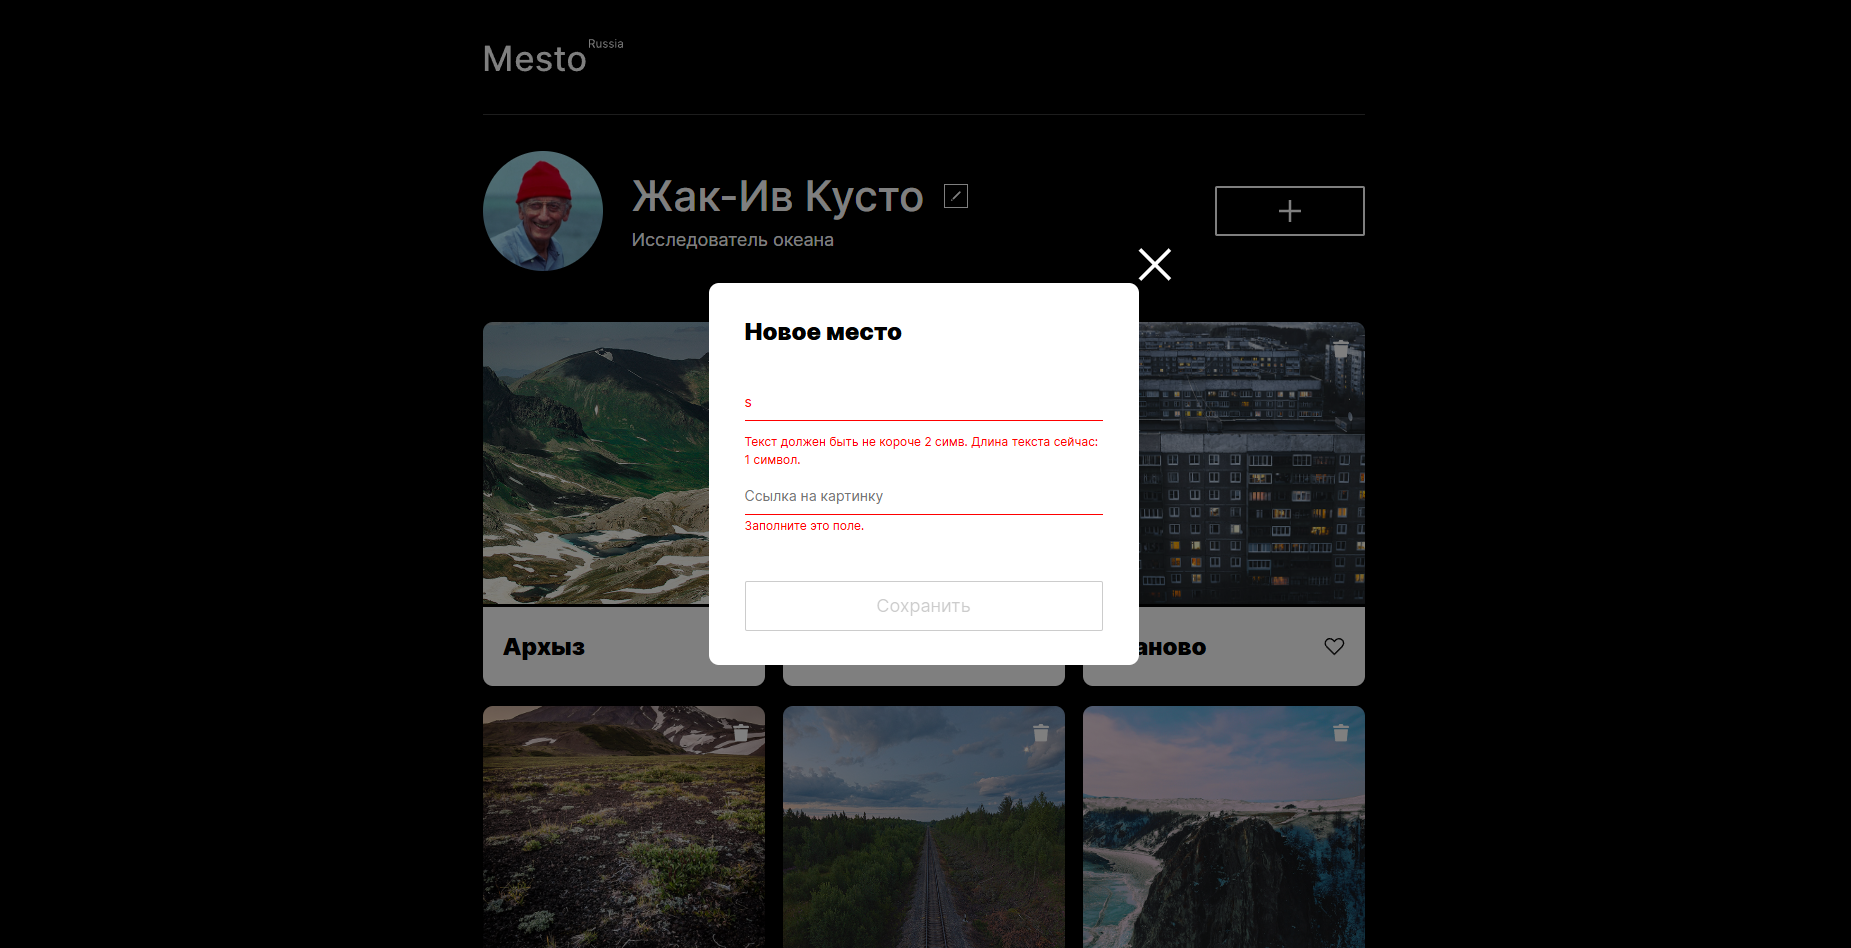 Mesto Russia
Жак-Ив Кусто
Исследователь океана
Новое место
s
Текст должен быть не короче 2 симв. Длина текста сейчас:
1 символ.
Ссылка на картинку
Заполните это поле.
Сохранить
Архыз
аново